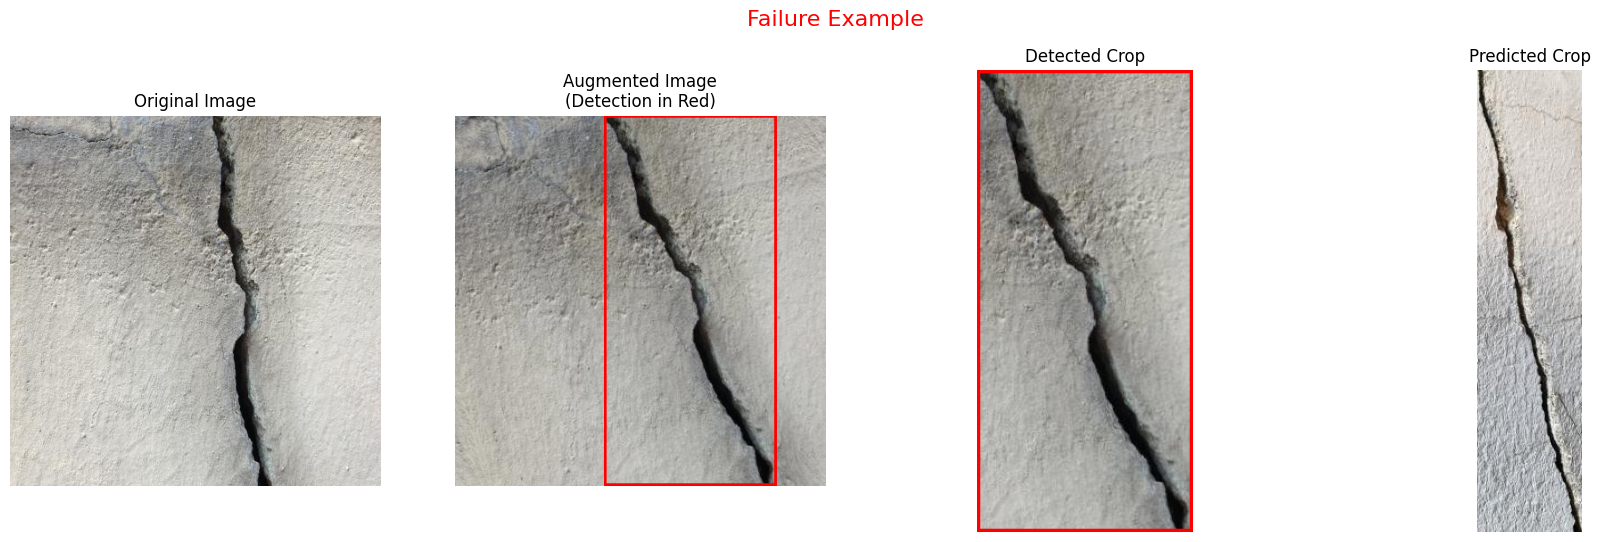 Failure Example
Original Image
Augmented Image
(Detection in Red)
Detected Crop
Predicted Crop